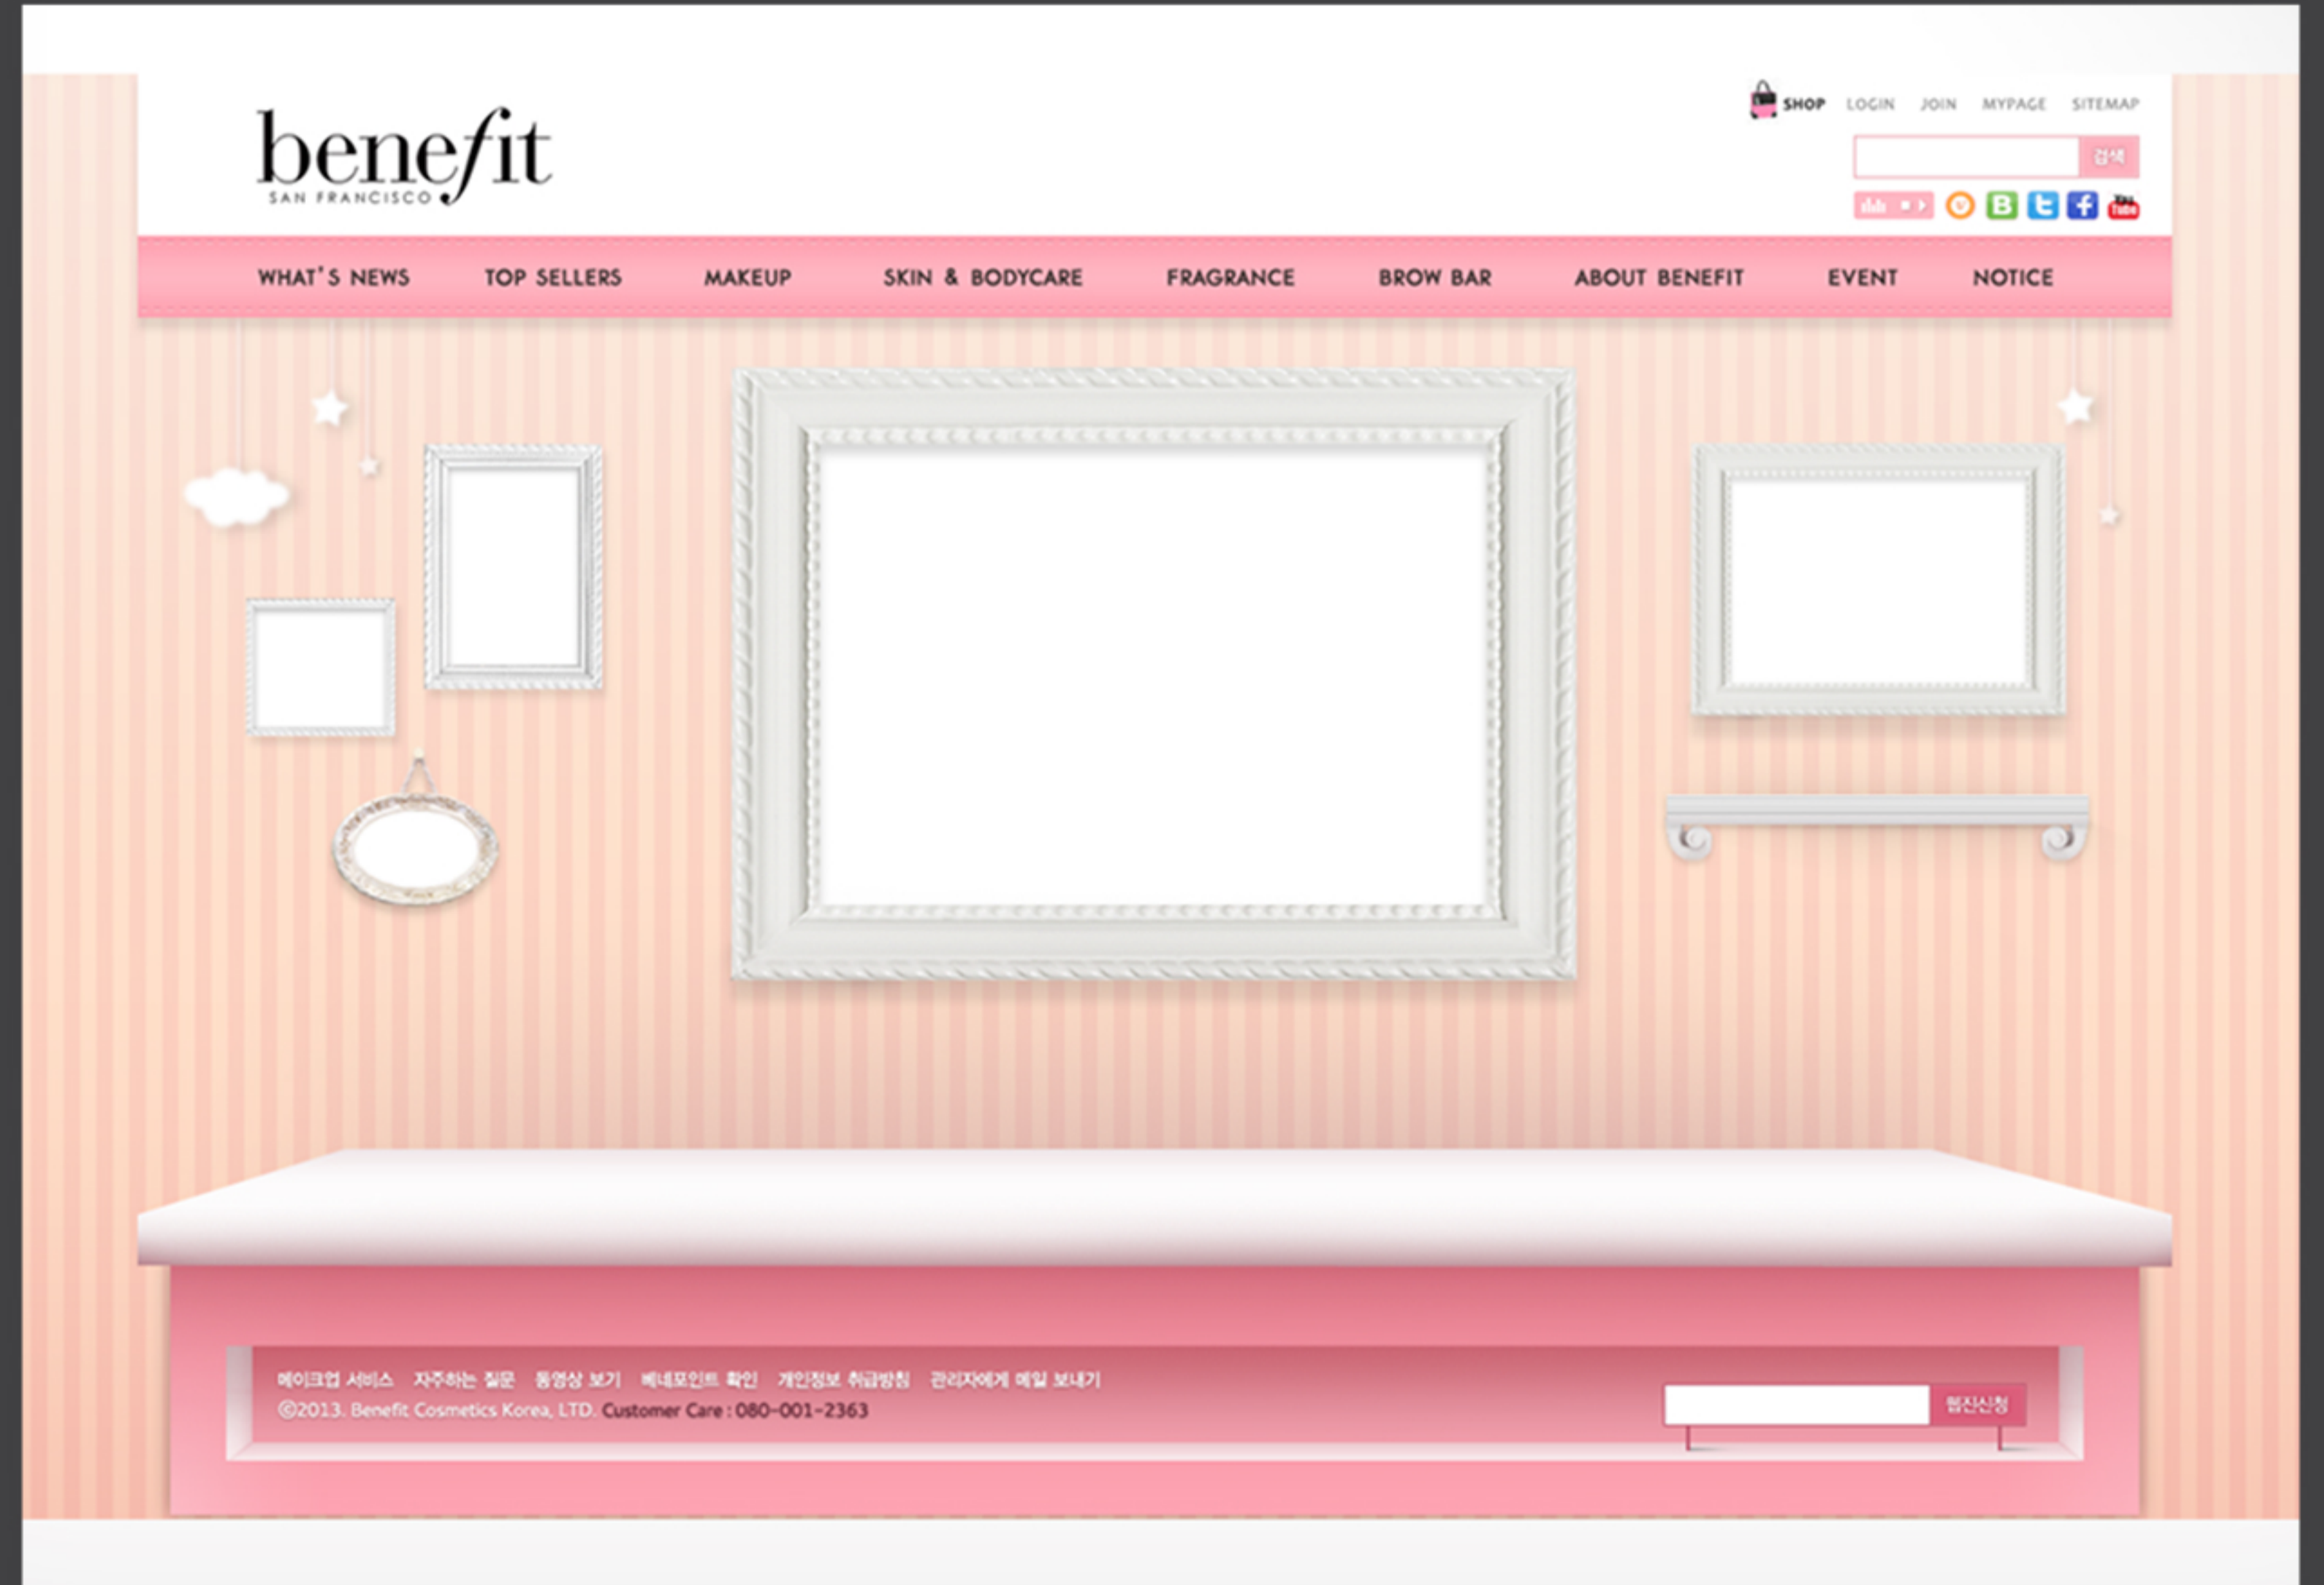 benefit
SAN FRANCISCO
SHOP LOGIN JOIN MYPAGE SITEMAP
검색
B t f You Tube
WHAT'S NEWS TOP SELLERS MAKEUP SKIN & BODYCARE FRAGRANCE BROW BAR ABOUT BENEFIT EVENT NOTICE
메이크업 서비스 자주하는 질문 동영상 보기 베네포인트 확인 개인정보 취급방침 관리자에게 메일 보내기
©2013. Benefit Cosmetics Korea, LTD. Customer Care : 080-001-2363
웹진신청